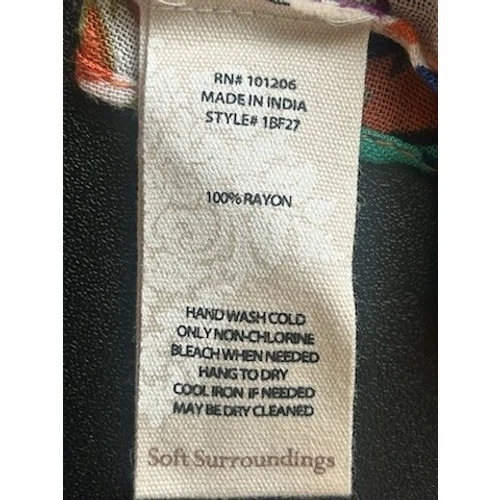 RN# 101206
MADE IN INDIA
STYLE# 1BF27
100% RAYON
HAND WASH COLD
ONLY NON-CHLORINE
BLEACH WHEN NEEDED
HANG TO DRY
COOL IRON IF NEEDED
MAY BE DRY CLEANED
Soft Surroundings